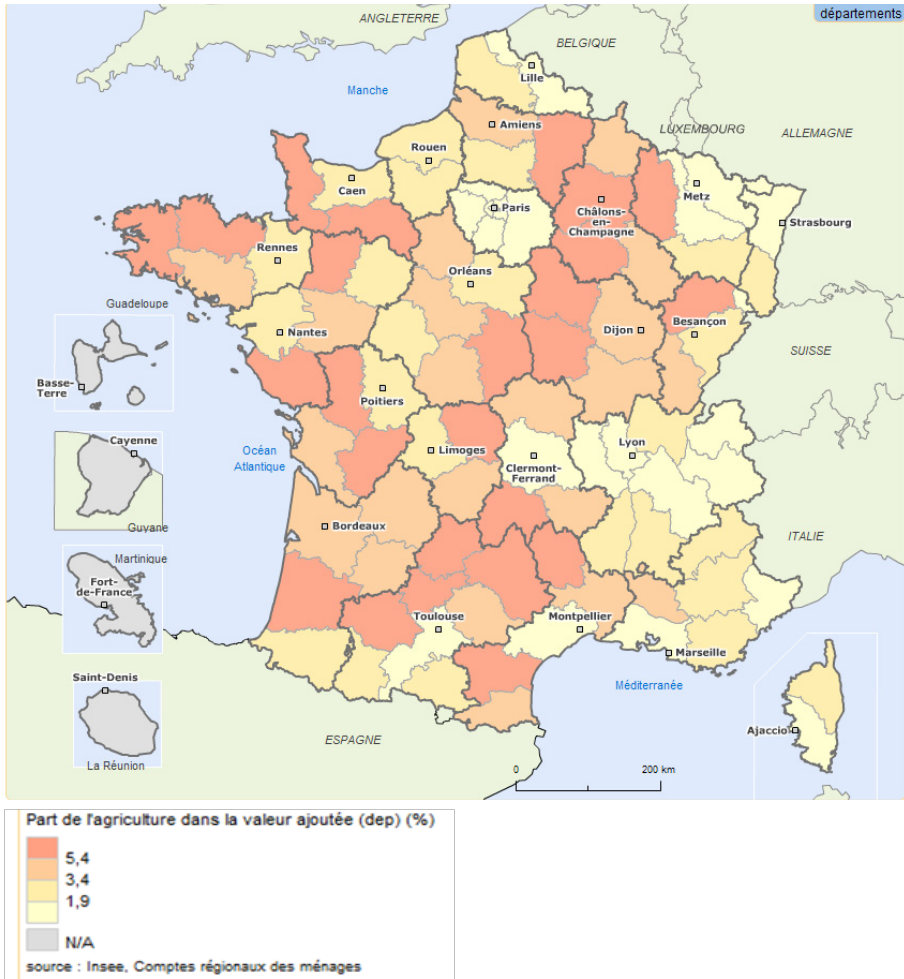 départements
ANGLETERRE
BELGIQUE
Lille
Manche
LUXEMBOURG
ALLEMAGNE
Amiens
Rouen
Caen
Paris
Metz
Châlons-
en-
Champagne
Strasbourg
Rennes
Orléans
Guadeloupe
Nantes
Dijon
Besançon
SUISSE
Basse-
Terre
Poitiers
Cayenne
Océan
Atlantique
Limoges
Lyon
Clermont-
Ferrand
Guyane
Bordeaux
ITALIE
Martinique
Fort-
de-France
Toulouse
Montpellier
Marseille
Saint-Denis
Méditerranée
Ajaccio
ESPAGNE
La Réunion
0 200 km
Part de l'agriculture dans la valeur ajoutée (dep) (%)
5,4
3,4
1,9
N/A
source : Insee, Comptes régionaux des ménages